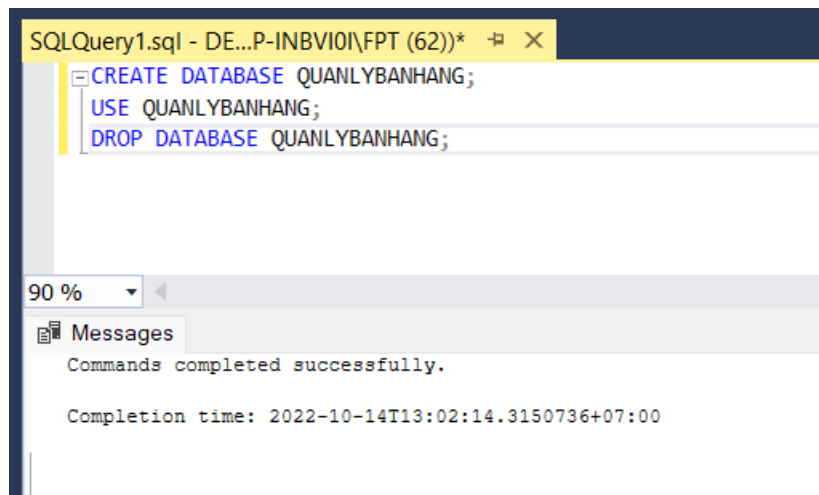 SQLQuery1.sql - DE...P-INBVI0I\FPT (62))*
CREATE DATABASE QUANLYBANHANG;
USE QUANLYBANHANG;
DROP DATABASE QUANLYBANHANG;
90 %
Messages
Commands completed successfully.
Completion time: 2022-10-14T13:02:14.3150736+07:00